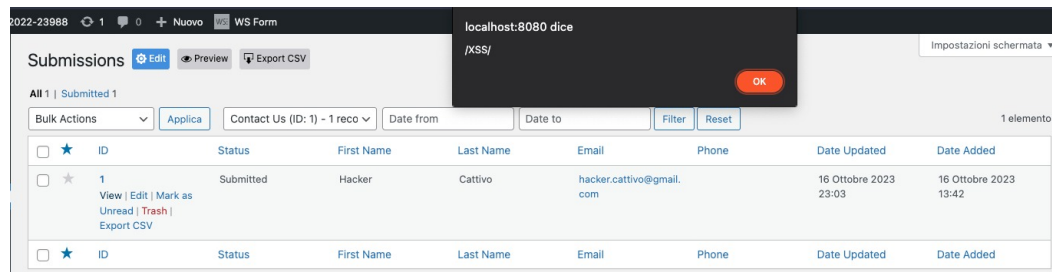 2022-23988 1 0 + Nuovo WS WS Form
localhost:8080 dice
/XSS/
OK
Impostazioni schermata
Submissions Edit Preview Export CSV
All 1 | Submitted 1
Bulk Actions Applica Contact Us (ID: 1) - 1 reco Date from Date to Filter Reset 1 elemento
ID Status First Name Last Name Email Phone Date Updated Date Added
1 Submitted Hacker Cattivo hacker.cattivo@gmail. 16 Ottobre 2023 16 Ottobre 2023
View | Edit | Mark as com 23:03 13:42
Unread | Trash |
Export CSV
ID Status First Name Last Name Email Phone Date Updated Date Added